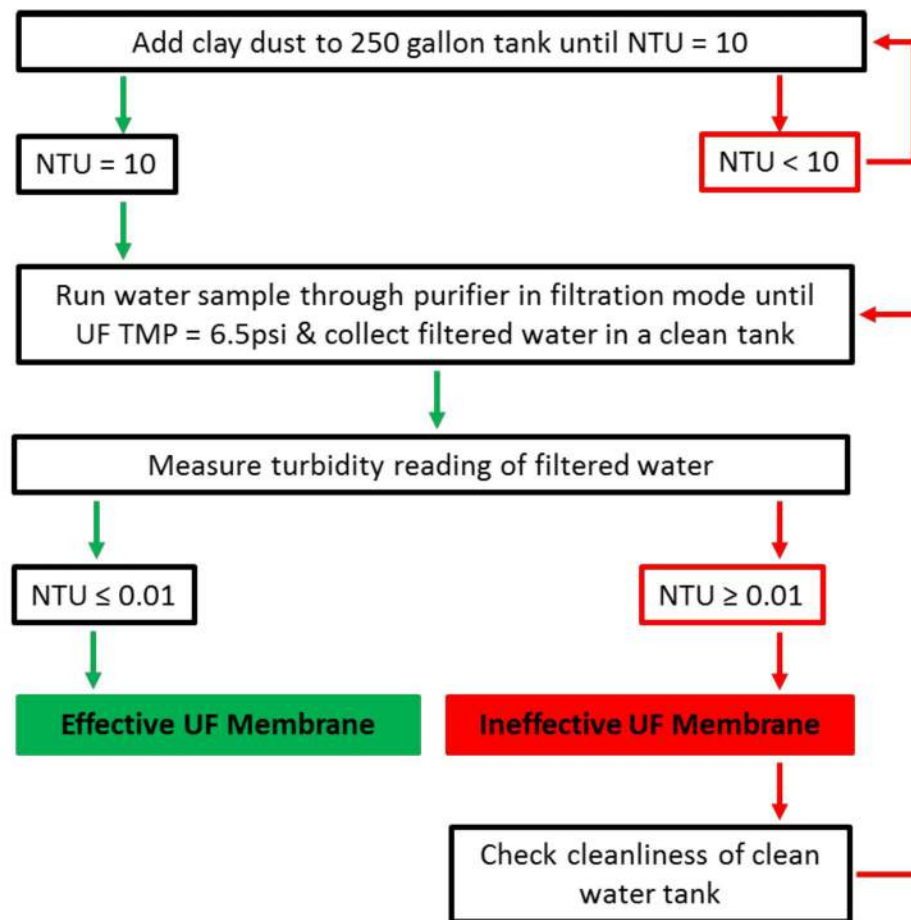 Add clay dust to 250 gallon tank until NTU = 10
NTU = 10
NTU < 10
Run water sample through purifier in filtration mode until
UF TMP = 6.5psi & collect filtered water in a clean tank
Measure turbidity reading of filtered water
NTU ≤ 0.01
NTU ≥ 0.01
Effective UF Membrane
Ineffective UF Membrane
Check cleanliness of clean
water tank